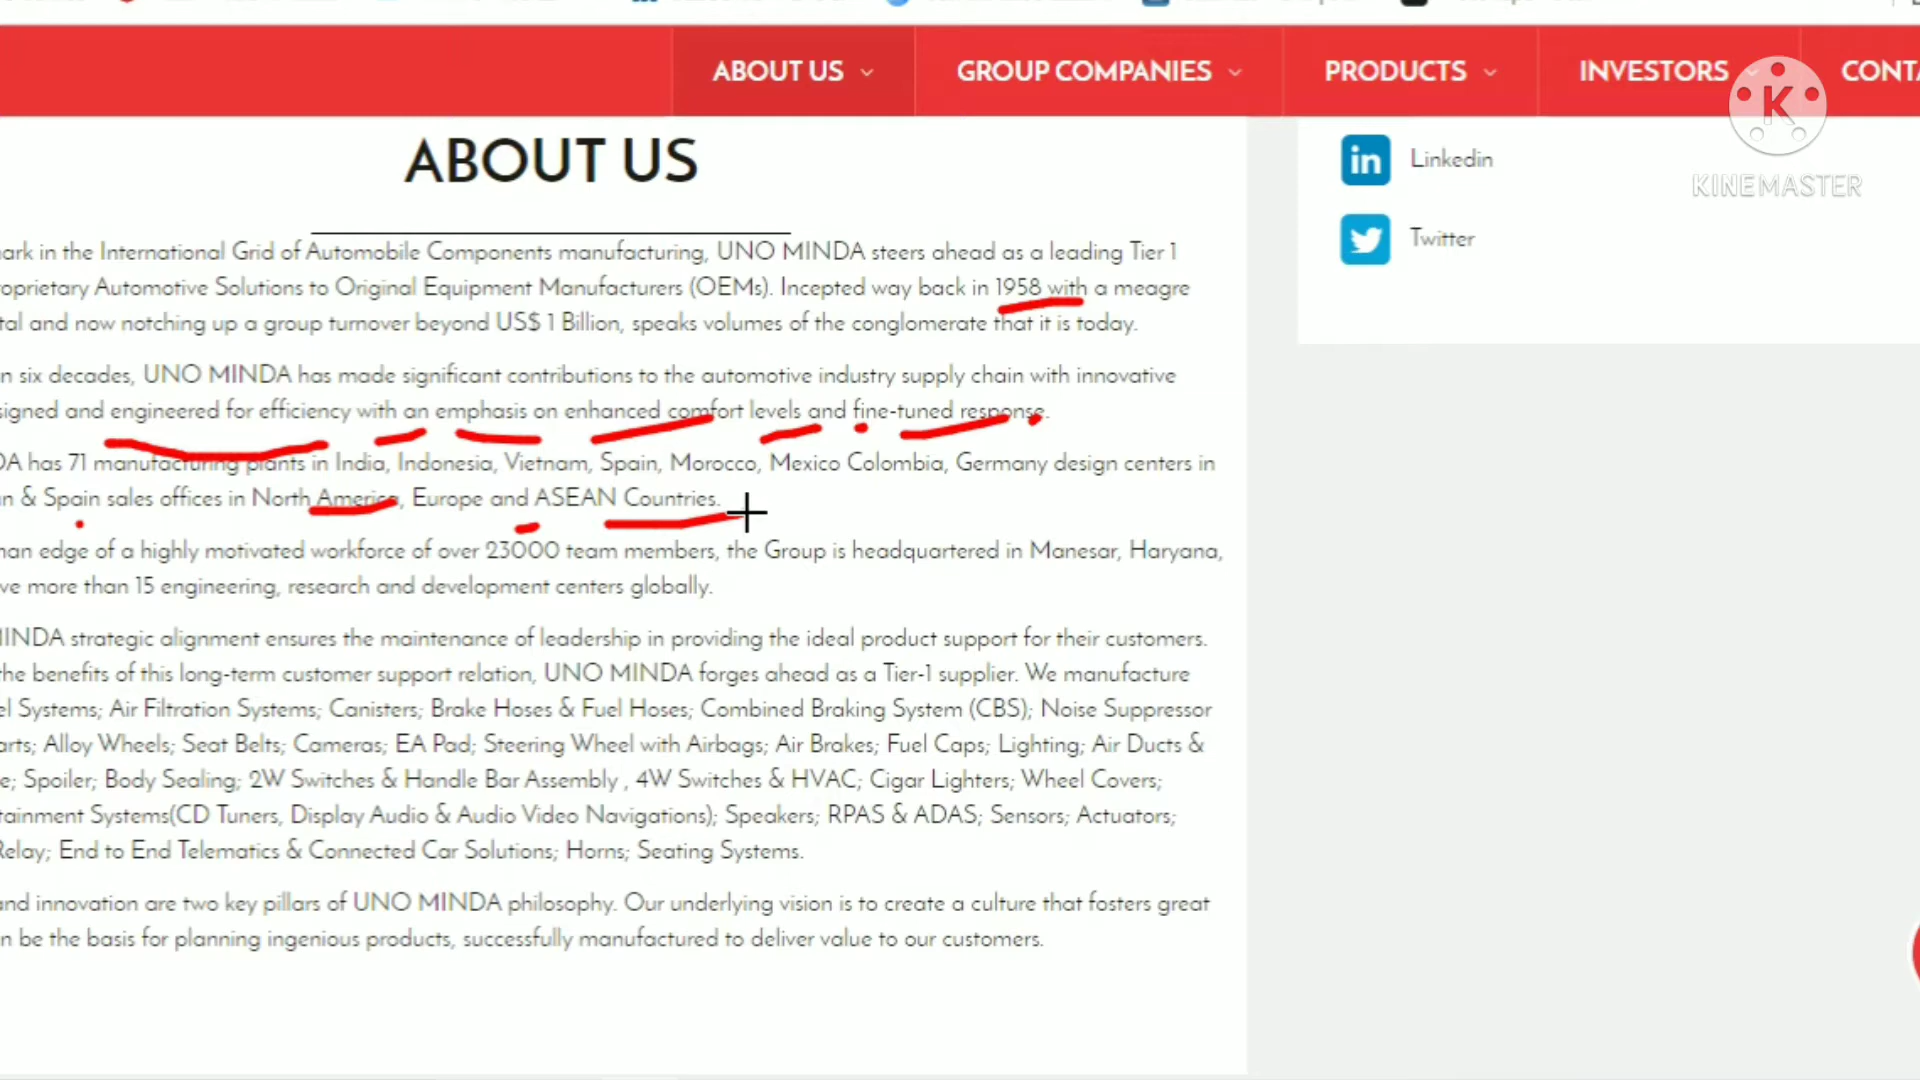 ABOUT US
GROUP COMPANIES
PRODUCTS
INVESTORS
CONTA
K
KINEMASTER
ABOUT US
in Linkedin
Twitter
ark in the International Grid of Automobile Components manufacturing, UNO MINDA steers ahead as a leading Tier 1
oprietary Automotive Solutions to Original Equipment Manufacturers (OEMs). Incepted way back in 1958 with a meagre
tal and now notching up a group turnover beyond US$ 1 Billion, speaks volumes of the conglomerate that it is today.
n six decades, UNO MINDA has made significant contributions to the automotive industry supply chain with innovative
signed and engineered for efficiency with an emphasis on enhanced comfort levels and fine-tuned response.
DA has 71 manufacturing plants in India, Indonesia, Vietnam, Spain, Morocco, Mexico Colombia, Germany design centers in
n & Spain sales offices in North America, Europe and ASEAN Countries.
nan edge of a highly motivated workforce of over 23000 team members, the Group is headquartered in Manesar, Haryana,
ve more than 15 engineering, research and development centers globally.
INDA strategic alignment ensures the maintenance of leadership in providing the ideal product support for their customers.
the benefits of this long-term customer support relation, UNO MINDA forges ahead as a Tier-1 supplier. We manufacture
el Systems; Air Filtration Systems; Canisters; Brake Hoses & Fuel Hoses; Combined Braking System (CBS); Noise Suppressor
arts; Alloy Wheels; Seat Belts; Cameras; EA Pad; Steering Wheel with Airbags; Air Brakes; Fuel Caps; Lighting; Air Ducts &
e; Spoiler; Body Sealing; 2W Switches & Handle Bar Assembly , 4W Switches & HVAC; Cigar Lighters; Wheel Covers;
tainment Systems(CD Tuners, Display Audio & Audio Video Navigations); Speakers; RPAS & ADAS; Sensors; Actuators;
Relay; End to End Telematics & Connected Car Solutions; Horns; Seating Systems.
and innovation are two key pillars of UNO MINDA philosophy. Our underlying vision is to create a culture that fosters great
n be the basis for planning ingenious products, successfully manufactured to deliver value to our customers.